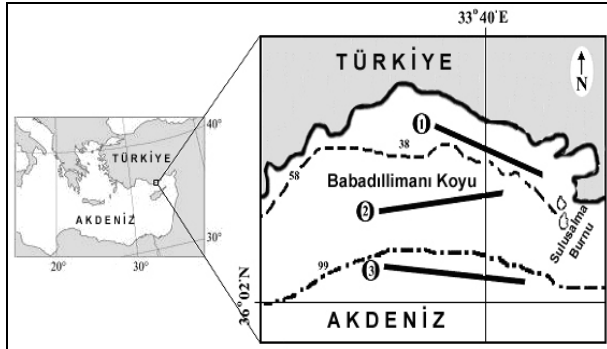 33°40'E
TÜRKİYE
N
1
38
58
Babadıllimanı Koyu
2
Sulusalma
Burnu
99
3
36°02'N
AKDENİZ
40°
TÜRKİYE
AKDENİZ
30°
20°
30°